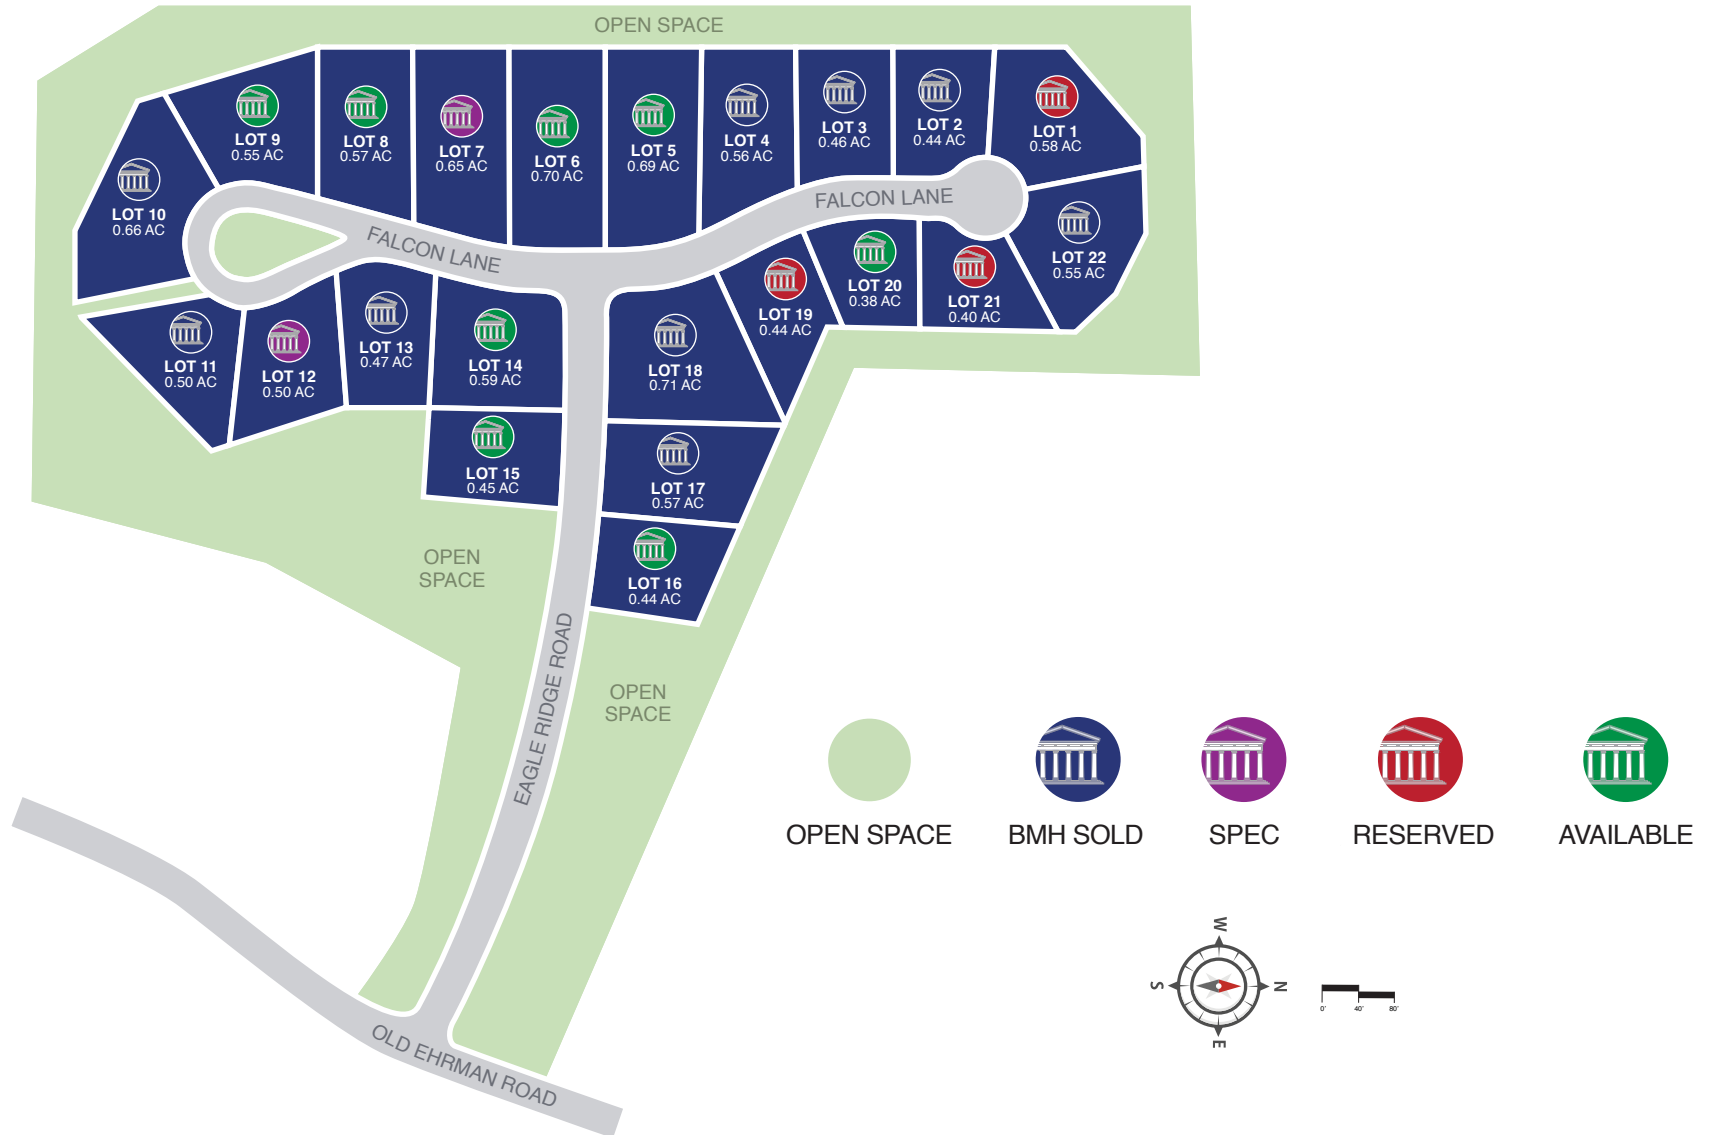 OPEN SPACE
LOT 9
0.55 AC
LOT 8
0.57 AC
LOT 7
0.65 AC
LOT 6
0.70 AC
LOT 5
0.69 AC
LOT 4
0.56 AC
LOT 3
0.46 AC
LOT 2
0.44 AC
LOT 1
0.58 AC
LOT 10
0.66 AC
FALCON LANE
FALCON LANE
LOT 22
0.55 AC
LOT 11
0.50 AC
LOT 12
0.50 AC
LOT 13
0.47 AC
LOT 14
0.59 AC
LOT 18
0.71 AC
LOT 19
0.44 AC
LOT 20
0.38 AC
LOT 21
0.40 AC
LOT 15
0.45 AC
LOT 17
0.57 AC
LOT 16
0.44 AC
OPEN
SPACE
EAGLE RIDGE ROAD
OPEN
SPACE
OPEN SPACE
BMH SOLD
SPEC
RESERVED
AVAILABLE
W
S
N
E
0'
40'
80'
OLD EHRMAN ROAD